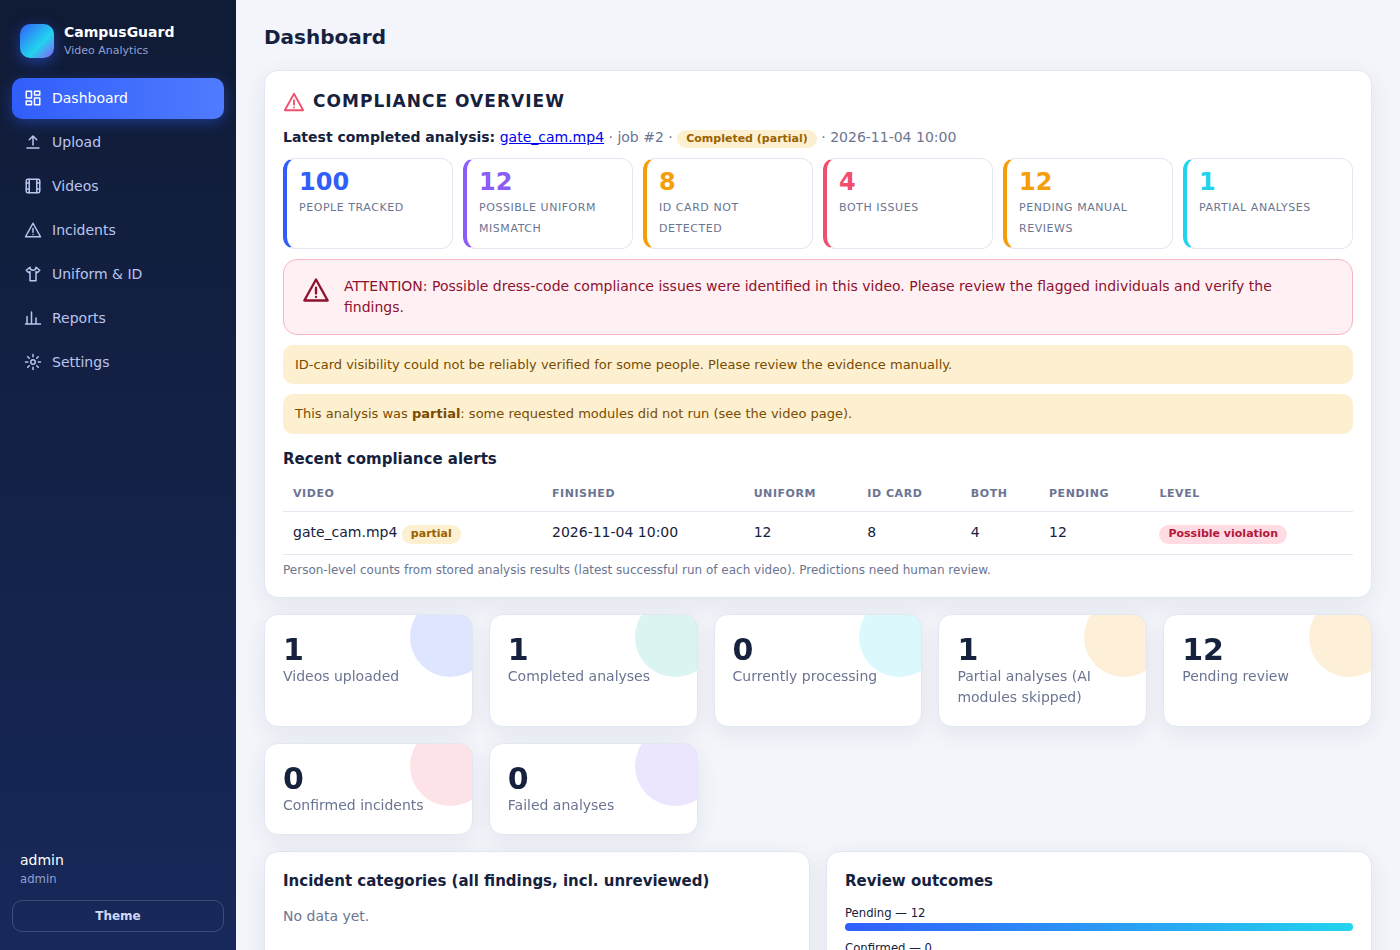 CampusGuard
Video Analytics
Dashboard
Upload
Videos
Incidents
Uniform & ID
Reports
Settings
admin
admin
Theme
Dashboard
COMPLIANCE OVERVIEW
Latest completed analysis: gate_cam.mp4 · job #2 · Completed (partial) · 2026-11-04 10:00
100
PEOPLE TRACKED
12
POSSIBLE UNIFORM
MISMATCH
8
ID CARD NOT
DETECTED
4
BOTH ISSUES
12
PENDING MANUAL
REVIEWS
1
PARTIAL ANALYSES
ATTENTION: Possible dress-code compliance issues were identified in this video. Please review the flagged individuals and verify the
findings.
ID-card visibility could not be reliably verified for some people. Please review the evidence manually.
This analysis was partial: some requested modules did not run (see the video page).
Recent compliance alerts
VIDEO FINISHED UNIFORM ID CARD BOTH PENDING LEVEL
gate_cam.mp4 partial 2026-11-04 10:00 12 8 4 12 Possible violation
Person-level counts from stored analysis results (latest successful run of each video). Predictions need human review.
1
Videos uploaded
1
Completed analyses
0
Currently processing
1
Partial analyses (AI
modules skipped)
12
Pending review
0
Confirmed incidents
0
Failed analyses
Incident categories (all findings, incl. unreviewed)
No data yet.
Review outcomes
Pending — 12
Confirmed — 0